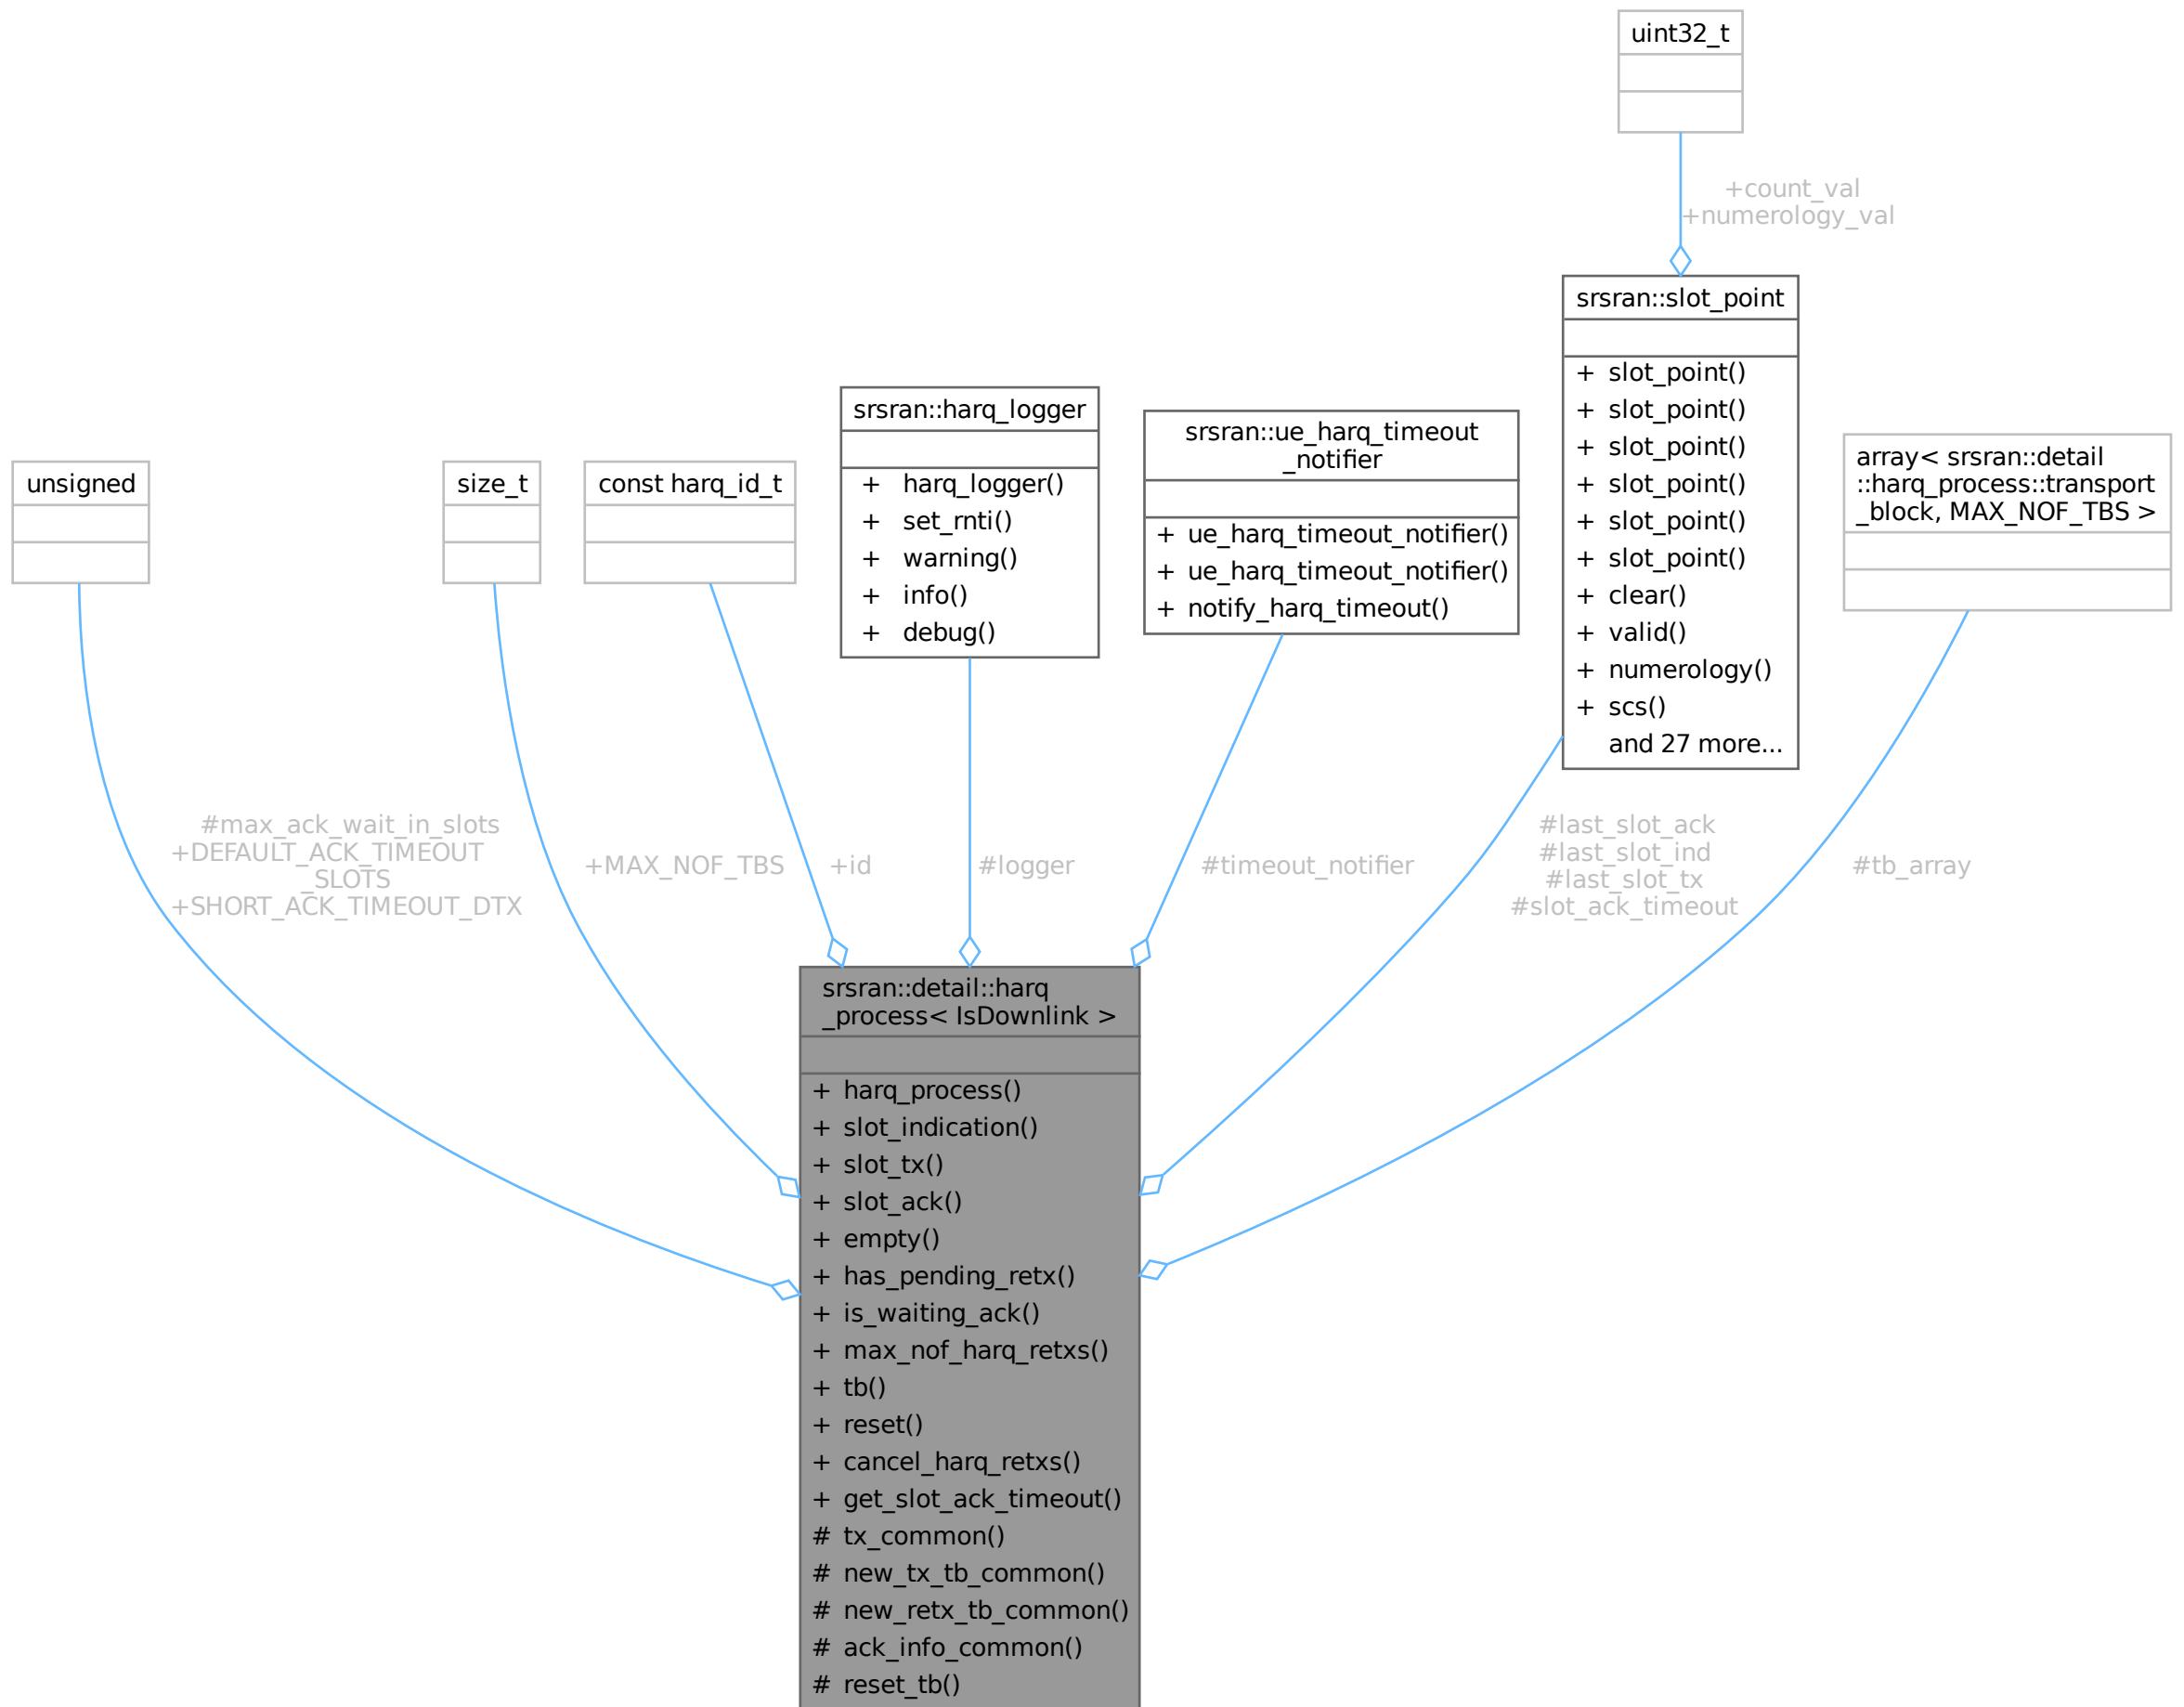 uint32_t
+count_val
+numerology_val
srsran::slot_point
+ slot_point()
+ slot_point()
+ slot_point()
+ slot_point()
+ slot_point()
+ slot_point()
+ clear()
+ valid()
+ numerology()
+ scs()
and 27 more...
srsran::harq_logger
+ harq_logger()
+ set_rnti()
+ warning()
+ info()
+ debug()
srsran::ue_harq_timeout
_notifier
+ ue_harq_timeout_notifier()
+ ue_harq_timeout_notifier()
+ notify_harq_timeout()
array< srsran::detail
::harq_process::transport
_block, MAX_NOF_TBS >
unsigned
size_t
const harq_id_t
#max_ack_wait_in_slots
+DEFAULT_ACK_TIMEOUT
_SLOTS
+SHORT_ACK_TIMEOUT_DTX
+MAX_NOF_TBS
+id
#logger
#timeout_notifier
#last_slot_ack
#last_slot_ind
#last_slot_tx
#slot_ack_timeout
#tb_array
srsran::detail::harq
_process< IsDownlink >
+ harq_process()
+ slot_indication()
+ slot_tx()
+ slot_ack()
+ empty()
+ has_pending_retx()
+ is_waiting_ack()
+ max_nof_harq_retxs()
+ tb()
+ reset()
+ cancel_harq_retxs()
+ get_slot_ack_timeout()
# tx_common()
# new_tx_tb_common()
# new_retx_tb_common()
# ack_info_common()
# reset_tb()